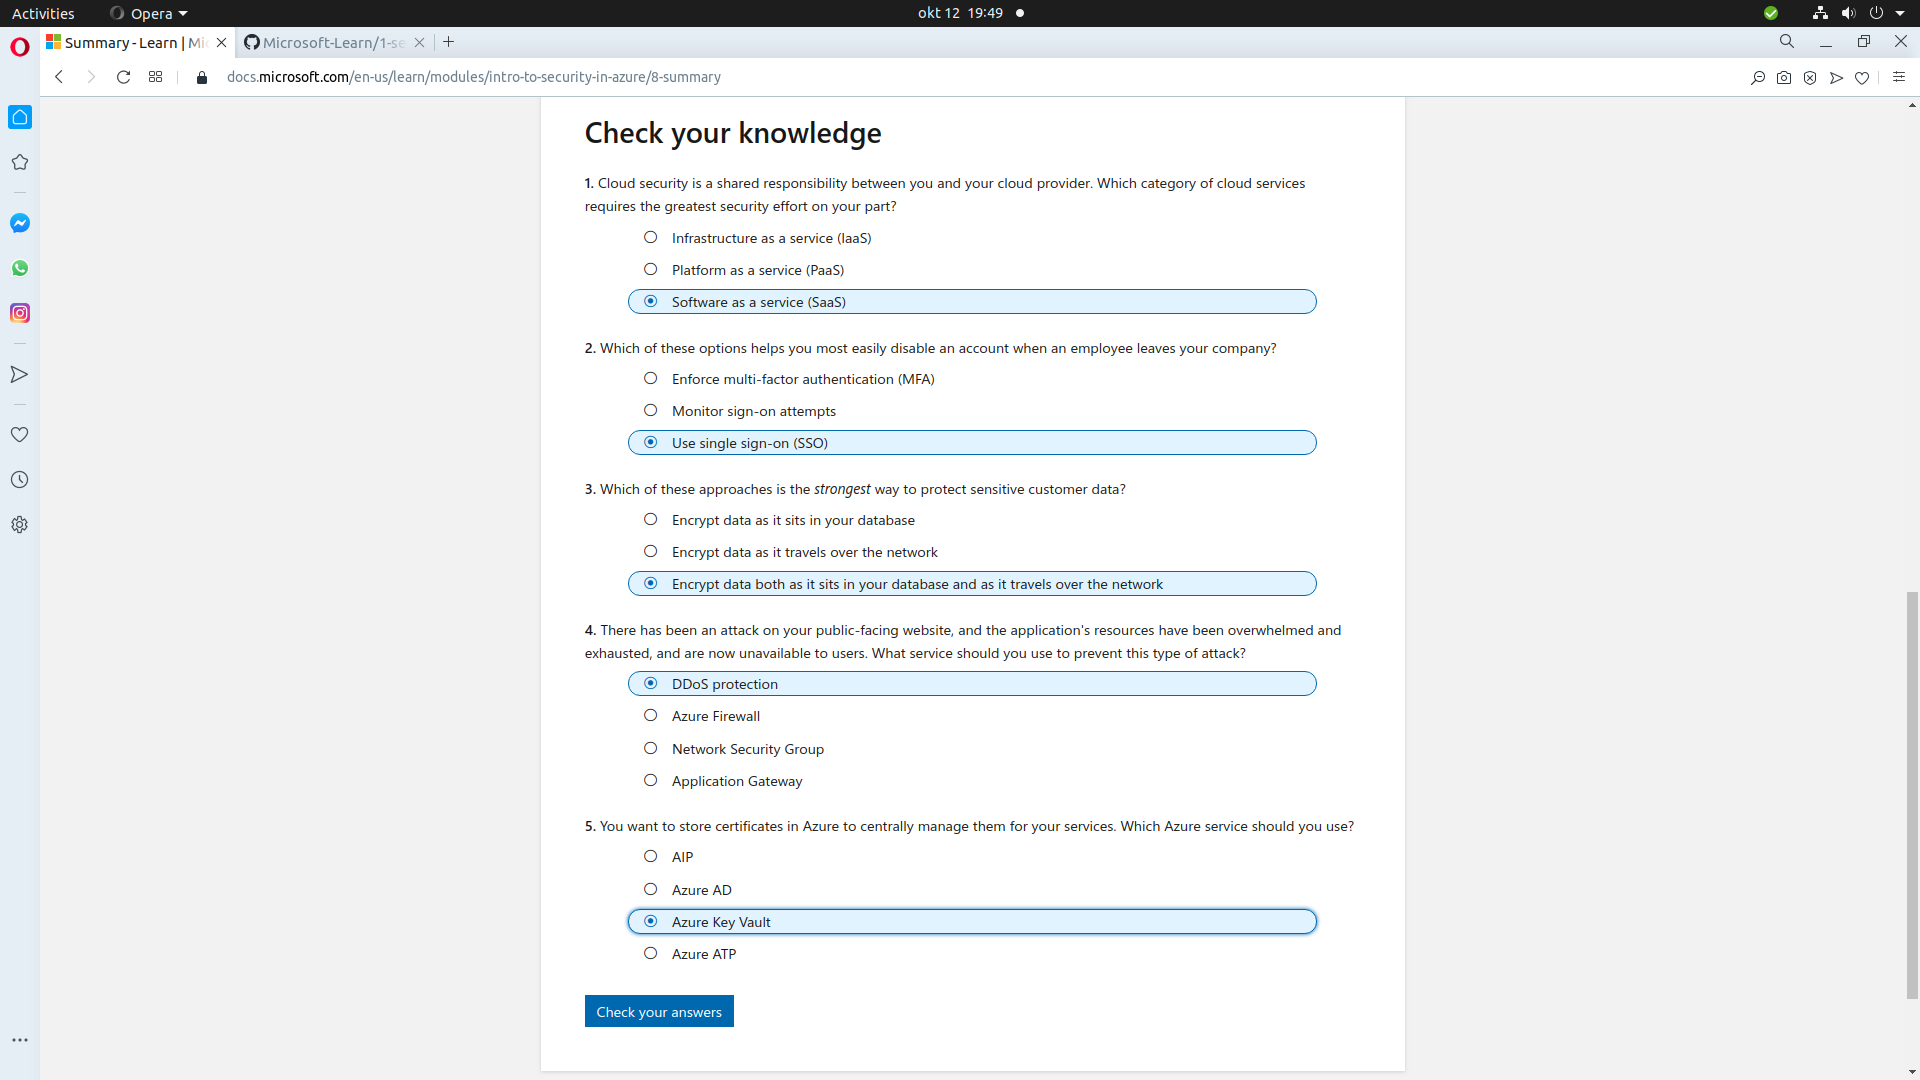 Activities
Opera
okt 12 19:49
Summary - Learn | Mi
Microsoft-Learn/1-se
docs.microsoft.com/en-us/learn/modules/intro-to-security-in-azure/8-summary
Check your knowledge
1. Cloud security is a shared responsibility between you and your cloud provider. Which category of cloud services
requires the greatest security effort on your part?
Infrastructure as a service (IaaS)
Platform as a service (PaaS)
Software as a service (SaaS)
2. Which of these options helps you most easily disable an account when an employee leaves your company?
Enforce multi-factor authentication (MFA)
Monitor sign-on attempts
Use single sign-on (SSO)
3. Which of these approaches is the strongest way to protect sensitive customer data?
Encrypt data as it sits in your database
Encrypt data as it travels over the network
Encrypt data both as it sits in your database and as it travels over the network
4. There has been an attack on your public-facing website, and the application's resources have been overwhelmed and
exhausted, and are now unavailable to users. What service should you use to prevent this type of attack?
DDoS protection
Azure Firewall
Network Security Group
Application Gateway
5. You want to store certificates in Azure to centrally manage them for your services. Which Azure service should you use?
AIP
Azure AD
Azure Key Vault
Azure ATP
Check your answers